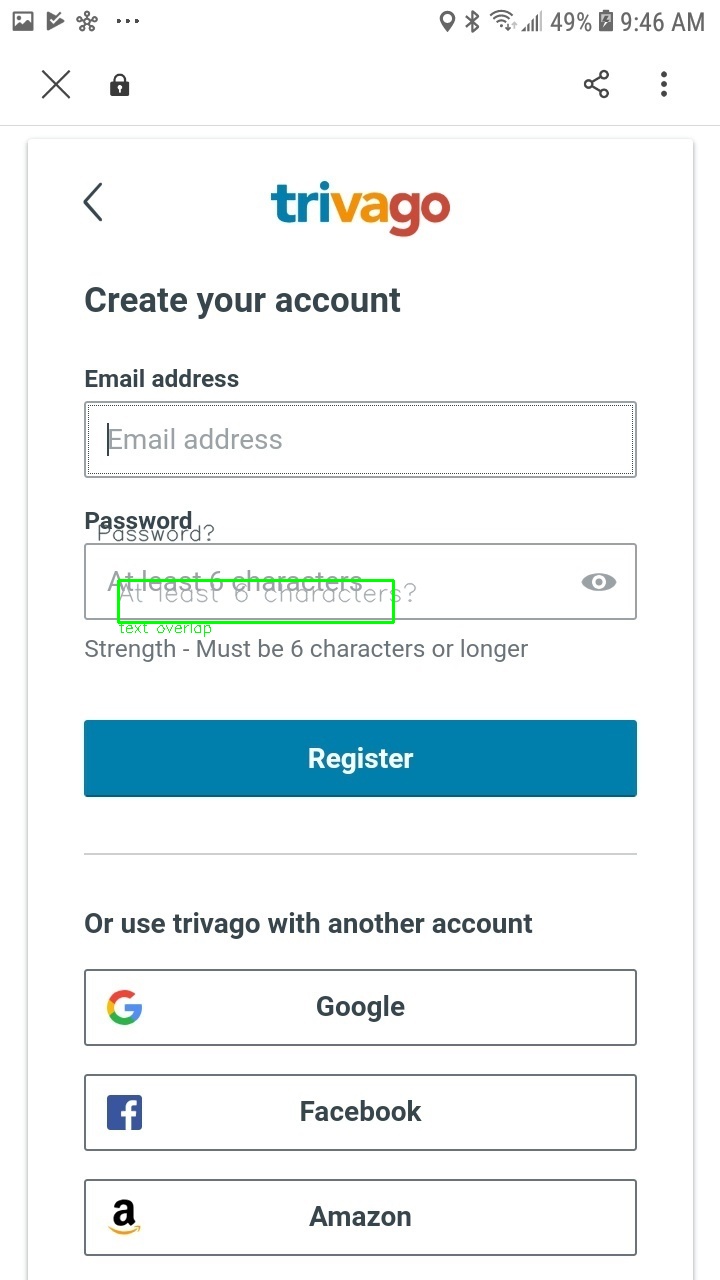 49% 9:46 AM
trivago
Create your account
Email address
Email address
Password
Password?
At least 6 characters
At least 6 characters?
text overlap
Strength - Must be 6 characters or longer
Register
Or use trivago with another account
Google
Facebook
Amazon